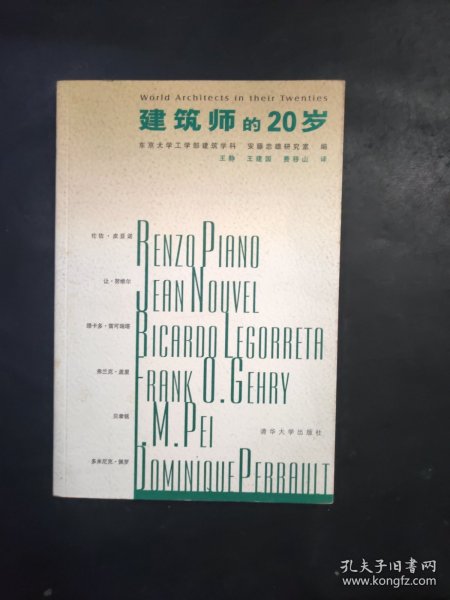 World Architects in their Twenties
建筑师的20岁
东京大学工学部建筑学科 安藤忠雄研究室 编
王静 王建国 费移山 译
伦佐·皮亚诺
RENZO PIANO
让·努维尔
JEAN NOUVEL
理卡多·雷可瑞塔
RICARDO LEGORRETA
弗兰克·盖里
FRANK O. GEHRY
贝聿铭
I. M. PEI
清华大学出版社
多米尼克·佩罗
DOMINIQUE PERRAULT
孔夫子旧书网
www.kongfz.com